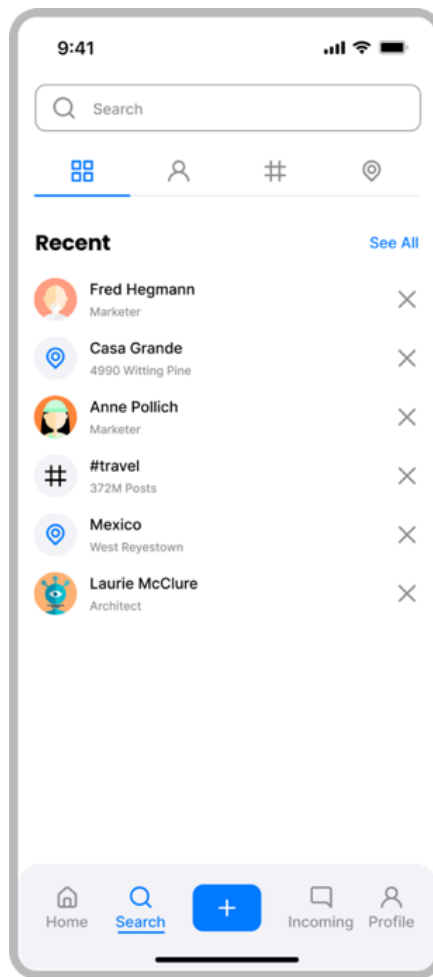 9:41
Search
Recent
See All
Fred Hegmann
Marketer
Casa Grande
4990 Witting Pine
Anne Pollich
Marketer
#travel
372M Posts
Mexico
West Reyestown
Laurie McClure
Architect
Home
Search
Incoming
Profile